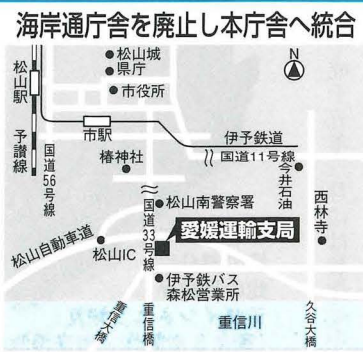 海岸通庁舎を廃止し本庁舎へ統合
N
松山城
県庁
市役所
松山駅
市駅
伊予鉄道
予讃線
国道56号線
椿神社
国道11号線
今井石油
松山南警察署
国道33号線
西林寺
愛媛運輸支局
松山自動車道
松山IC
伊予鉄バス
森松営業所
重信大橋
重信橋
重信川
久谷大橋